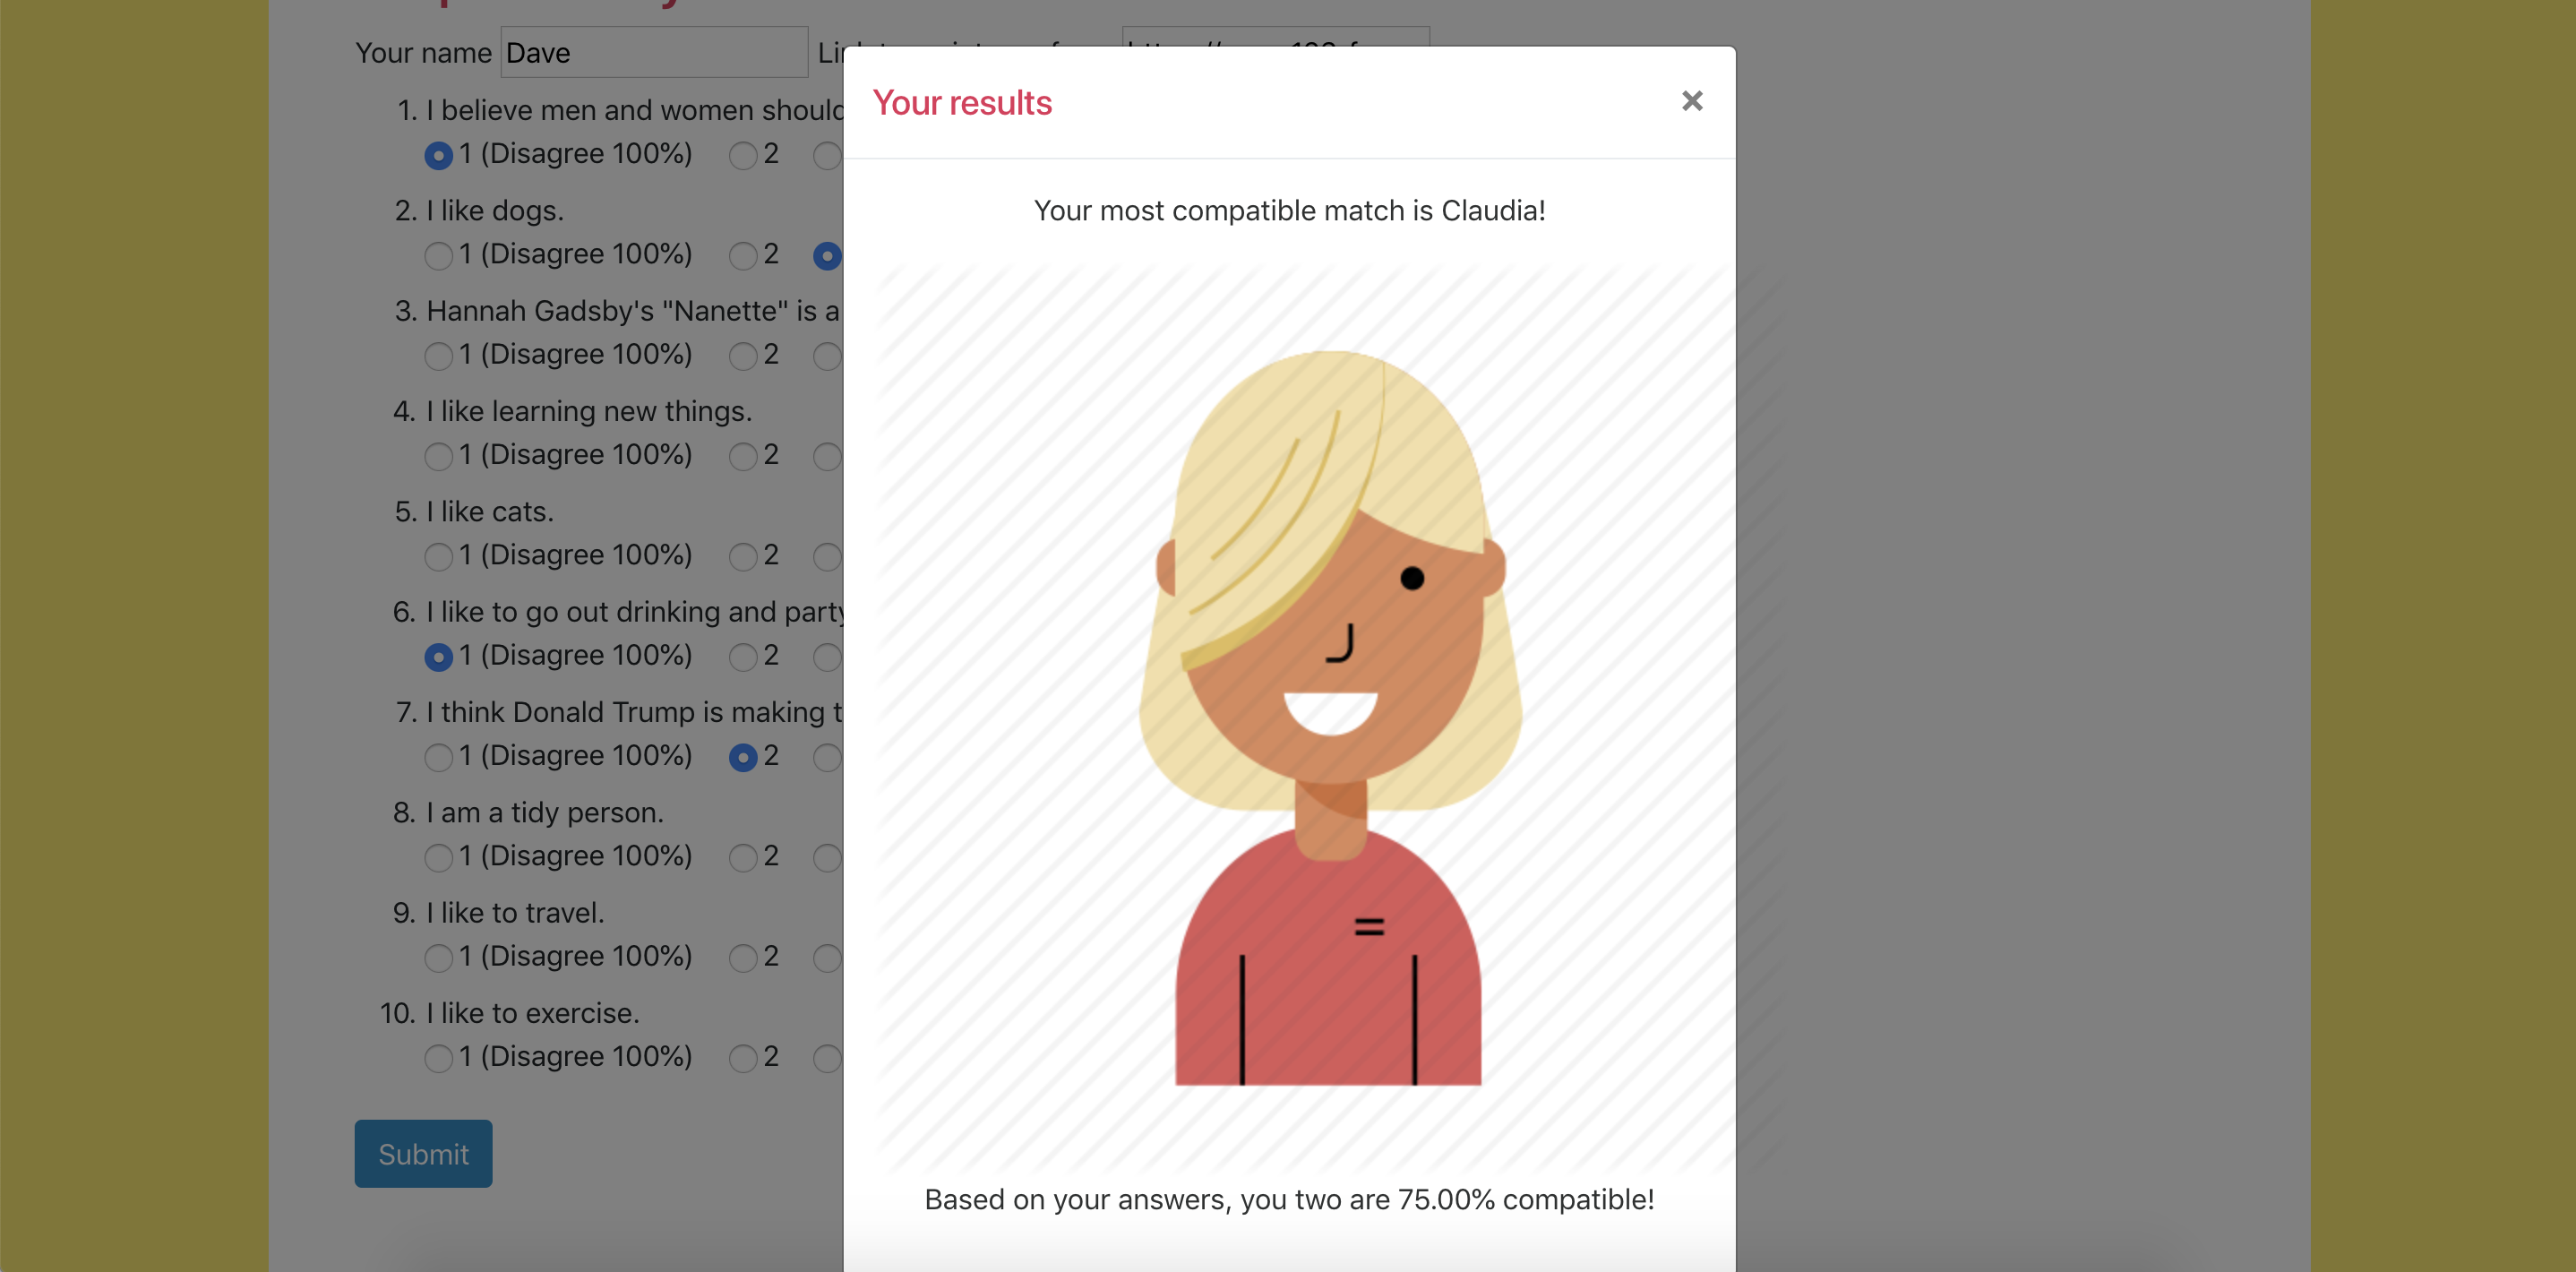 Your name Dave
1. I believe men and women should
1 (Disagree 100%) 2
2. I like dogs.
1 (Disagree 100%) 2
3. Hannah Gadsby's "Nanette" is a
1 (Disagree 100%) 2
4. I like learning new things.
1 (Disagree 100%) 2
5. I like cats.
1 (Disagree 100%) 2
6. I like to go out drinking and party
1 (Disagree 100%) 2
7. I think Donald Trump is making
1 (Disagree 100%) 2
8. I am a tidy person.
1 (Disagree 100%) 2
9. I like to travel.
1 (Disagree 100%) 2
10. I like to exercise.
1 (Disagree 100%) 2
Submit
Your results
×
Your most compatible match is Claudia!
Based on your answers, you two are 75.00% compatible!